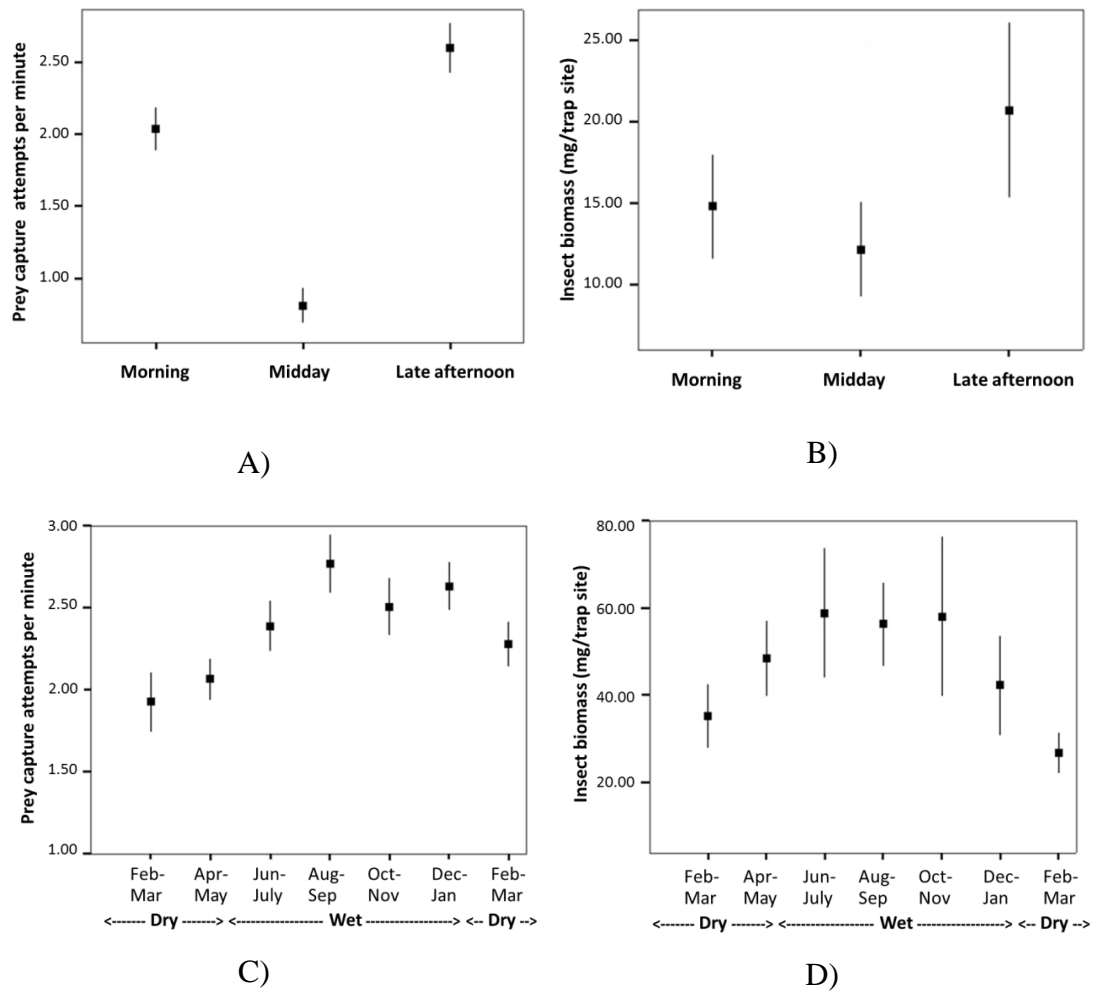 Prey capture attempts per minute
2.50
2.00
1.50
1.00
Morning Midday Late afternoon
A)
Insect biomass (mg/trap site)
25.00
20.00
15.00
10.00
Morning Midday Late afternoon
B)
Prey capture attempts per minute
3.00
2.50
2.00
1.50
1.00
Feb- Apr- Jun- Aug- Oct- Dec- Feb-
Mar May July Sep Nov Jan Mar
<------- Dry -------><------------------ Wet ------------------><-- Dry -->
C)
Insect biomass (mg/trap site)
80.00
60.00
40.00
20.00
Feb- Apr- Jun- Aug- Oct- Dec- Feb-
Mar May July Sep Nov Jan Mar
<------- Dry -------><------------------ Wet ------------------><-- Dry -->
D)